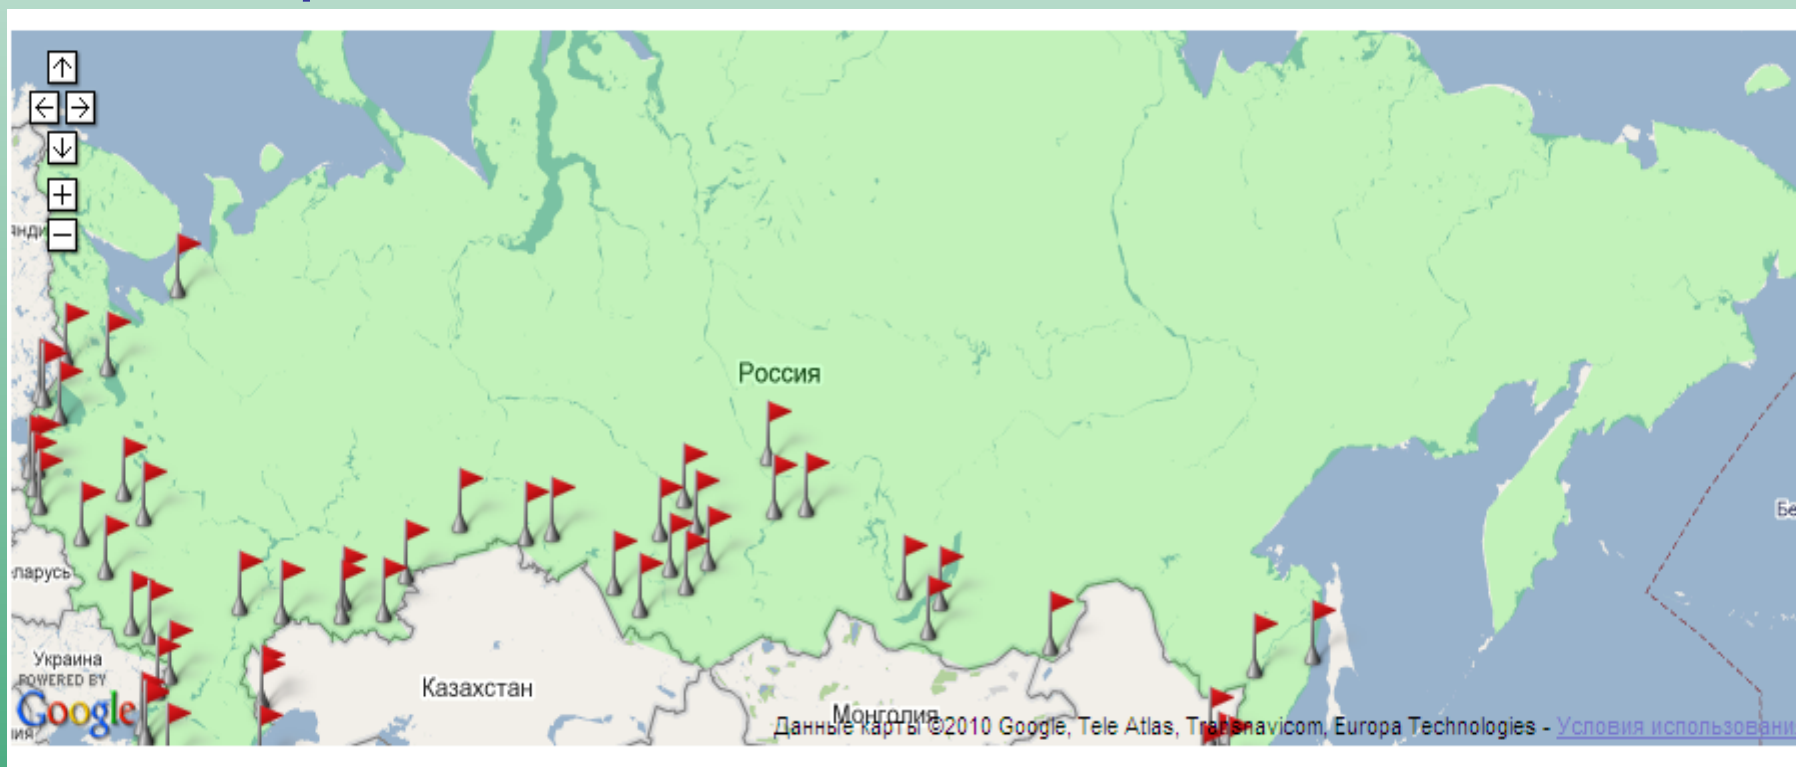 Россия
Украина
POWERED BY
Google
Казахстан
Монголия
Данные карты ©2010 Google, Tele Atlas, Transnavicom, Europa Technologies - Условия использовани